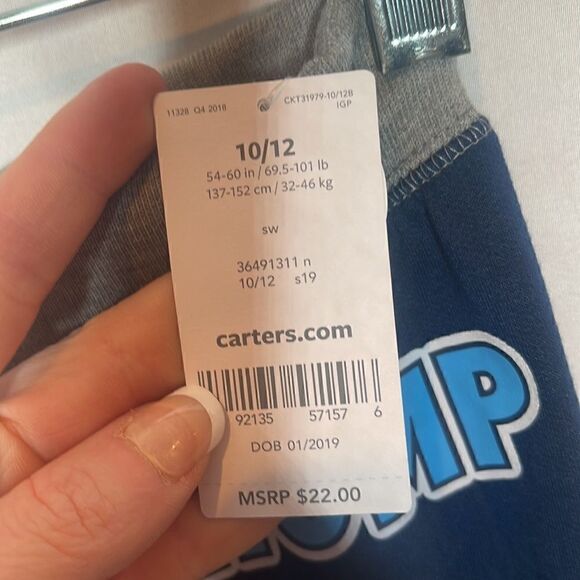 11328 Q4 2018
CKT31979-10/12B
IGP
10/12
54-60 in / 69.5-101 lb
137-152 cm / 32-46 kg
sw
36491311 n
10/12 s19
carters.com
92135 57157 6
DOB 01/2019
MSRP $22.00